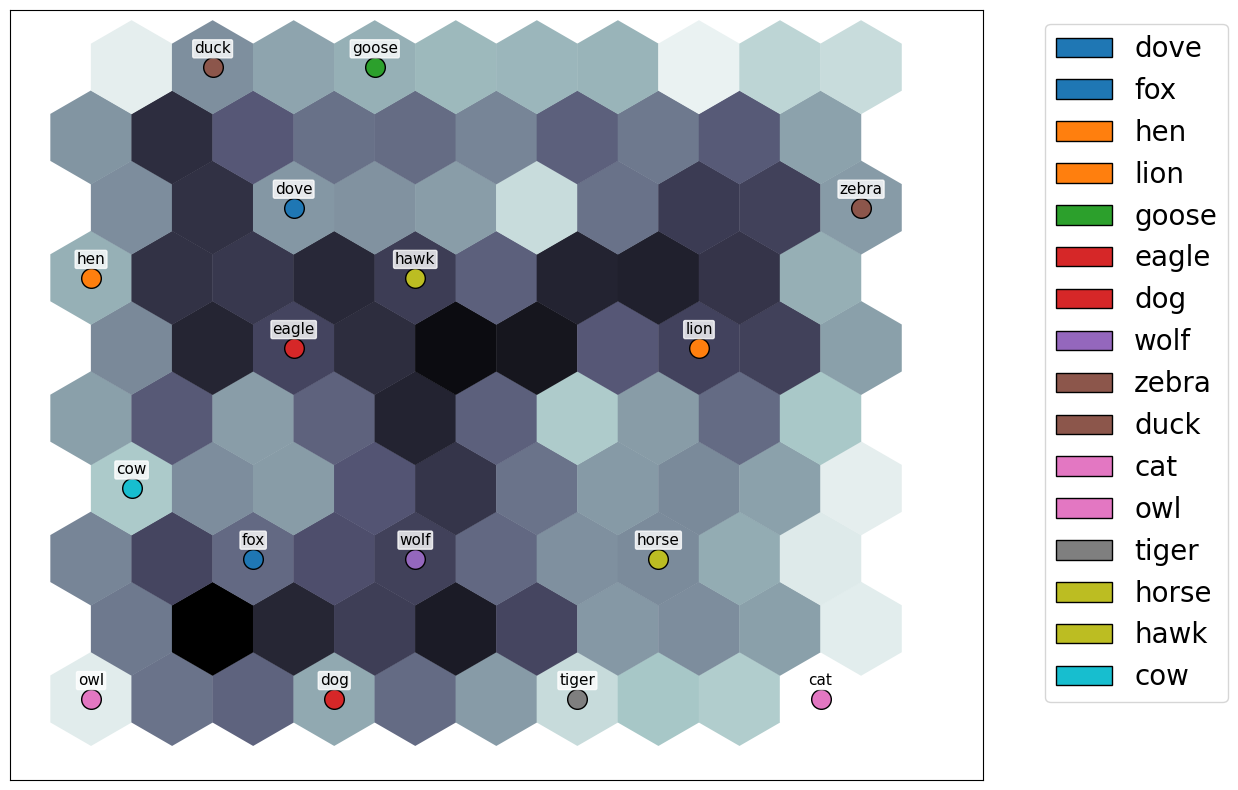 duck
goose
dove
zebra
hen
hawk
eagle
lion
cow
fox
wolf
horse
owl
dog
tiger
cat
dove
fox
hen
lion
goose
eagle
dog
wolf
zebra
duck
cat
owl
tiger
horse
hawk
cow